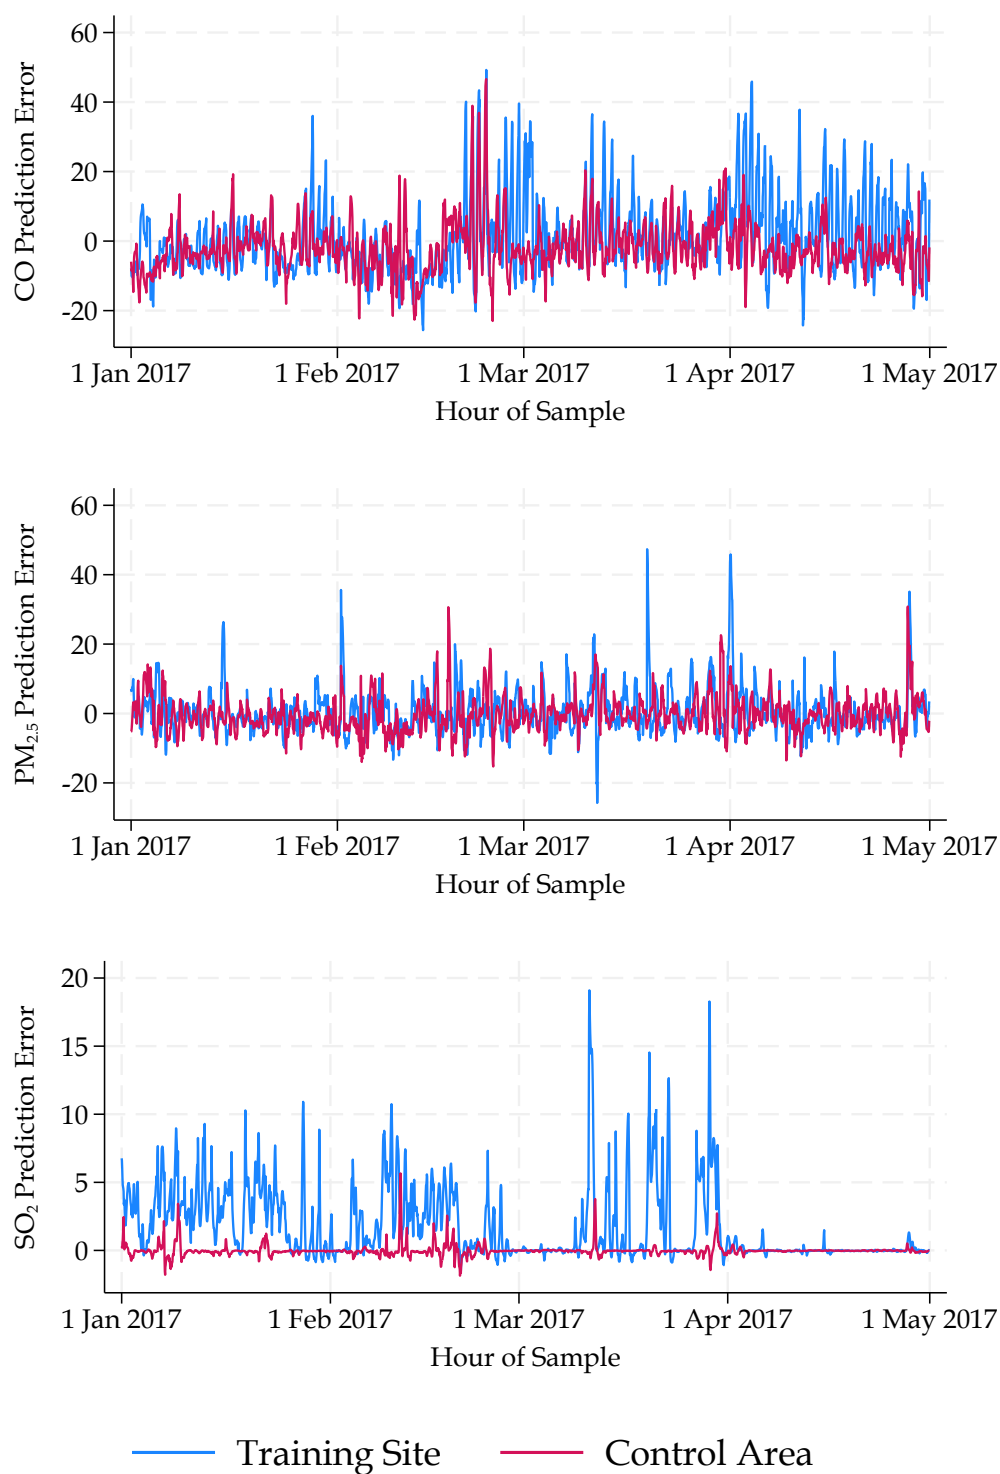 CO Prediction Error
60
40
20
0
-20
1 Jan 2017 1 Feb 2017 1 Mar 2017 1 Apr 2017 1 May 2017
Hour of Sample
PM2.5 Prediction Error
60
40
20
0
-20
1 Jan 2017 1 Feb 2017 1 Mar 2017 1 Apr 2017 1 May 2017
Hour of Sample
SO2 Prediction Error
20
15
10
5
0
1 Jan 2017 1 Feb 2017 1 Mar 2017 1 Apr 2017 1 May 2017
Hour of Sample
Training Site Control Area